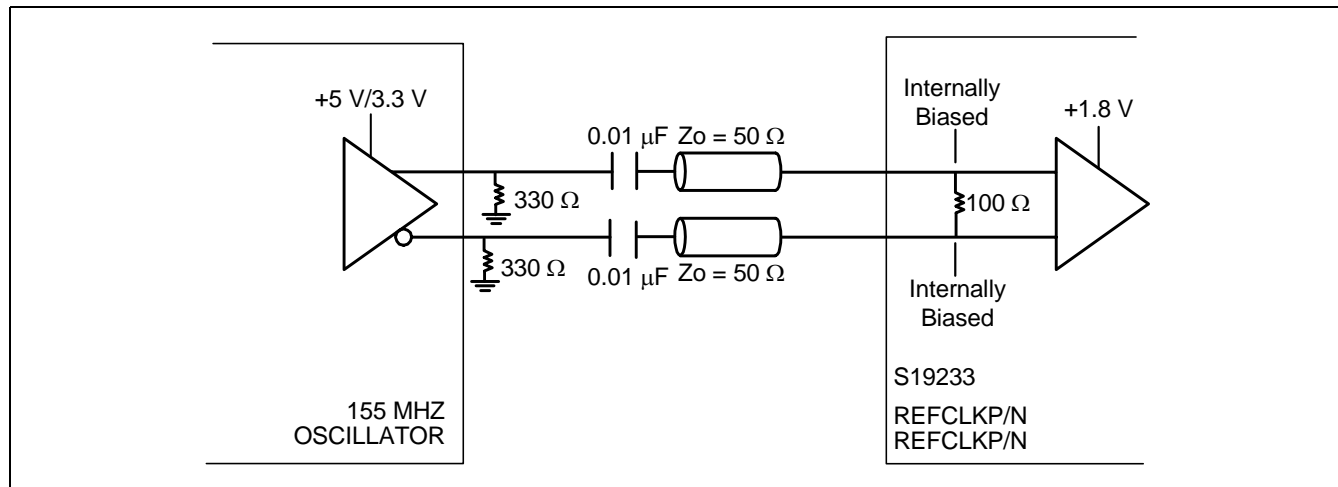 +5 V/3.3 V
0.01 μF Zo = 50 Ω
330 Ω
330 Ω
0.01 μF Zo = 50 Ω
155 MHZ
OSCILLATOR
Internally
Biased
+1.8 V
100 Ω
Internally
Biased
S19233
REFCLKP/N
REFCLKP/N